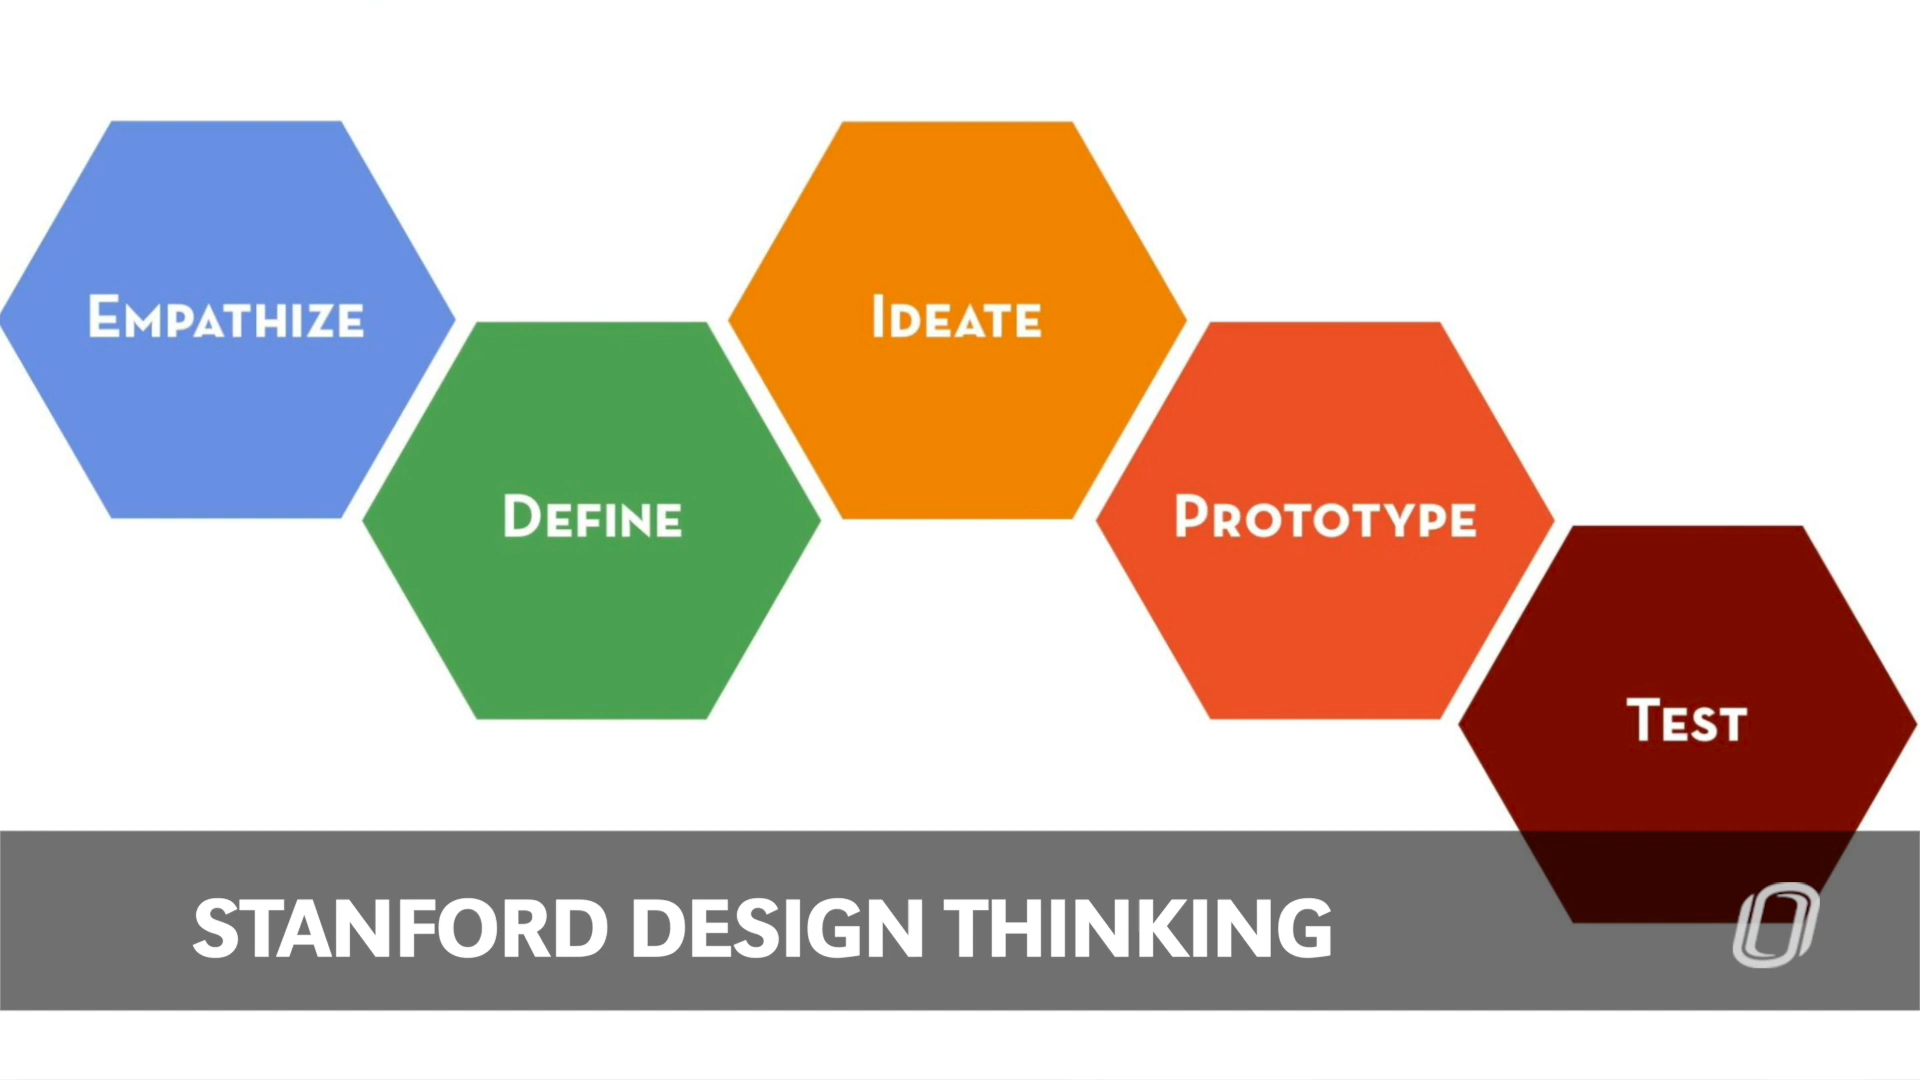 Empathize
Define
Ideate
Prototype
Test
STANFORD DESIGN THINKING